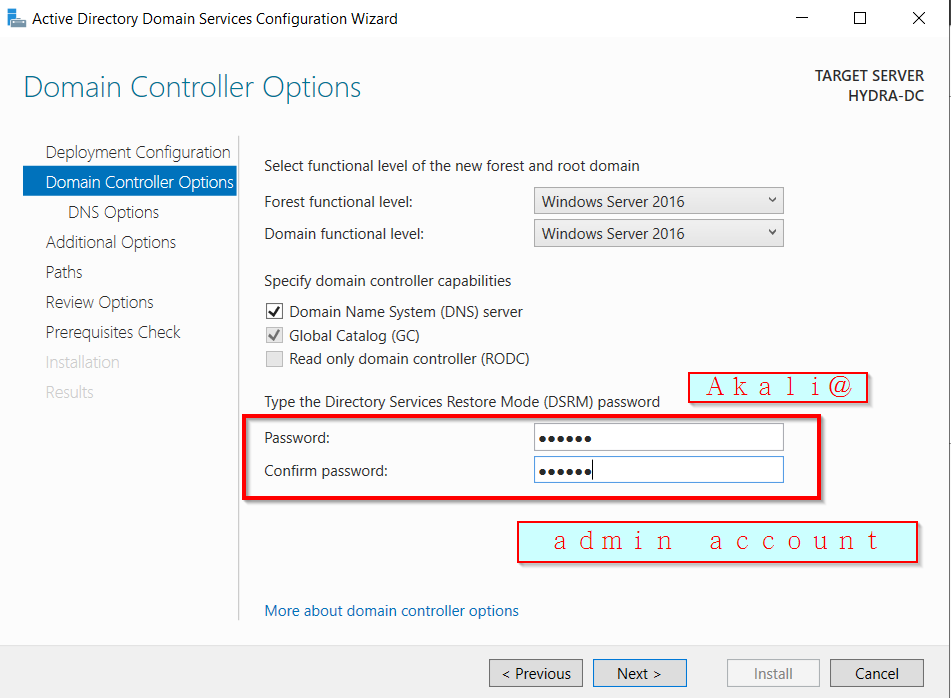 Active Directory Domain Services Configuration Wizard
Domain Controller Options
TARGET SERVER
HYDRA-DC
Deployment Configuration
Domain Controller Options
DNS Options
Additional Options
Paths
Review Options
Prerequisites Check
Installation
Results
Select functional level of the new forest and root domain
Forest functional level: Windows Server 2016
Domain functional level: Windows Server 2016
Specify domain controller capabilities
Domain Name System (DNS) server
Global Catalog (GC)
Read only domain controller (RODC)
Akali@
Type the Directory Services Restore Mode (DSRM) password
Password: ●●●●●●
Confirm password: ●●●●●●
admin account
More about domain controller options
< Previous Next > Install Cancel